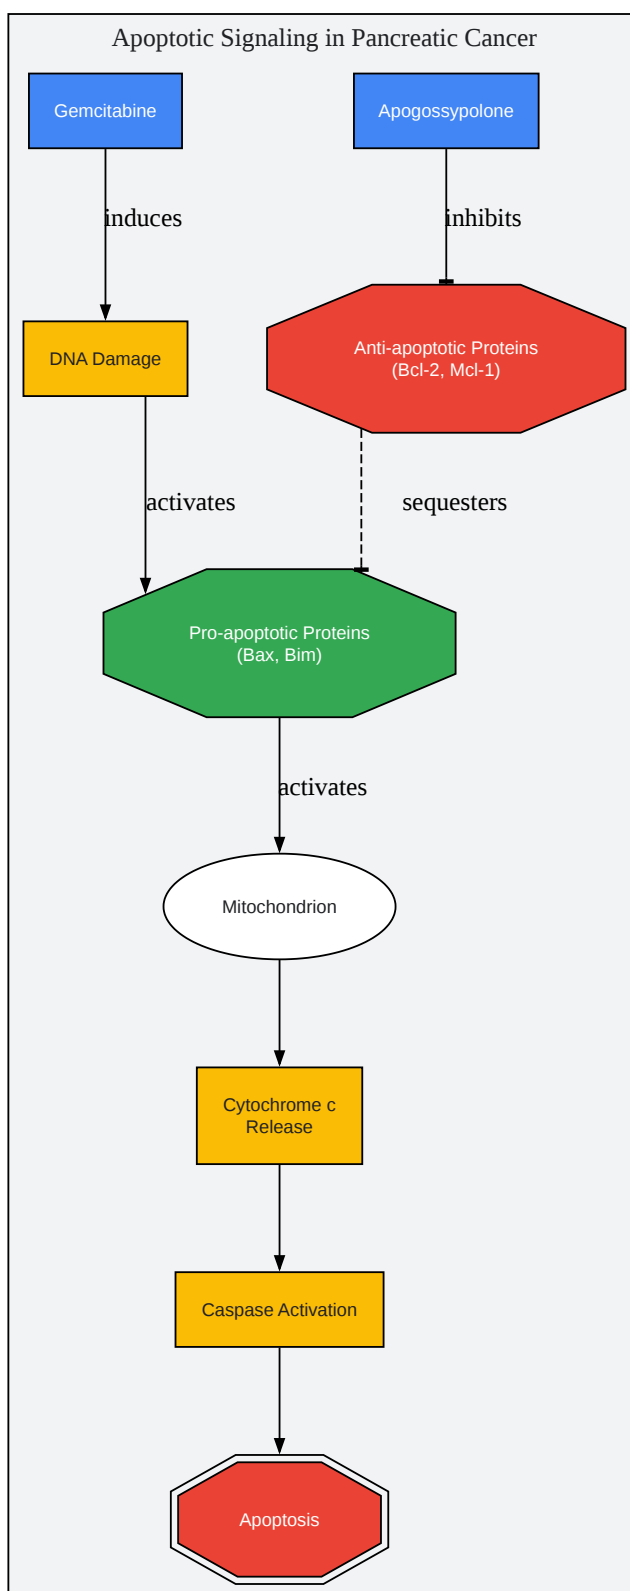 Apoptotic Signaling in Pancreatic Cancer
Gemcitabine
Apogossypolone
induces
inhibits
DNA Damage
Anti-apoptotic Proteins
(Bcl-2, Mcl-1)
activates
sequesters
Pro-apoptotic Proteins
(Bax, Bim)
activates
Mitochondrion
Cytochrome c
Release
Caspase Activation
Apoptosis